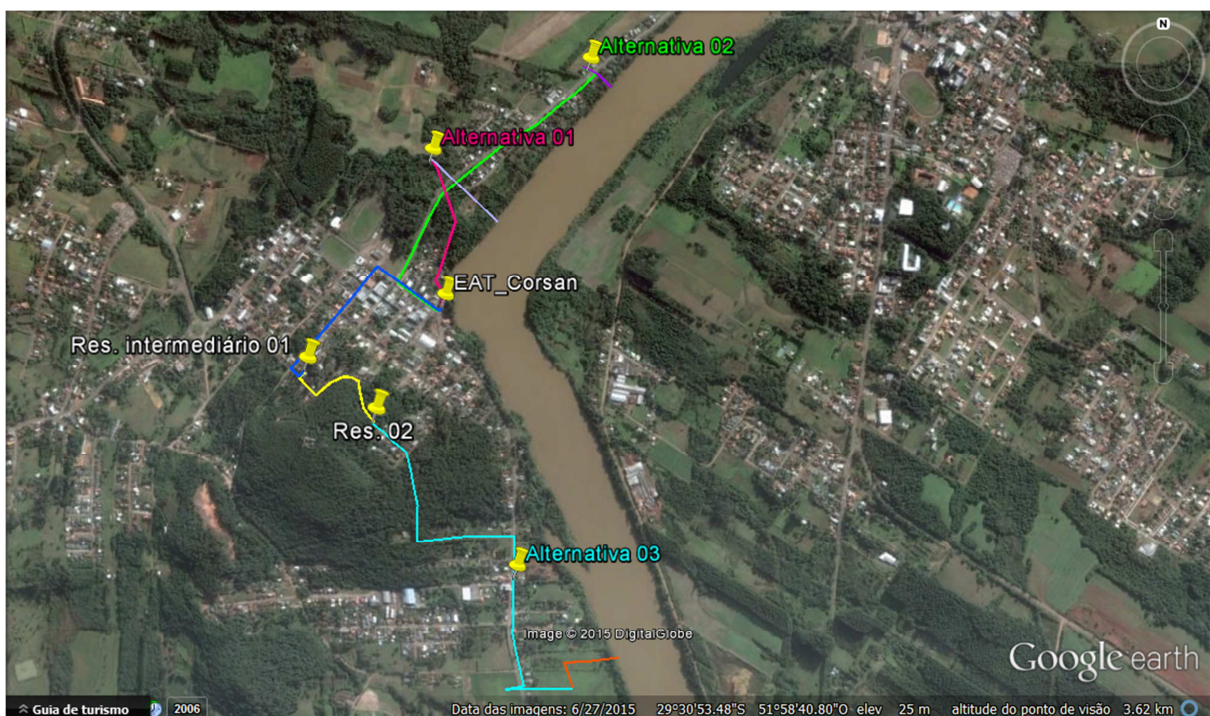 N
Alternativa 02
Alternativa 01
EAT_Corsan
Res. intermediário 01
Res. 02
Alternativa 03
Image © 2015 DigitalGlobe
Google earth
Guia de turismo 2006 Data das imagens: 6/27/2015 29°30'53.48"S 51°58'40.80"O elev 25 m altitude do ponto de visão 3.62 km